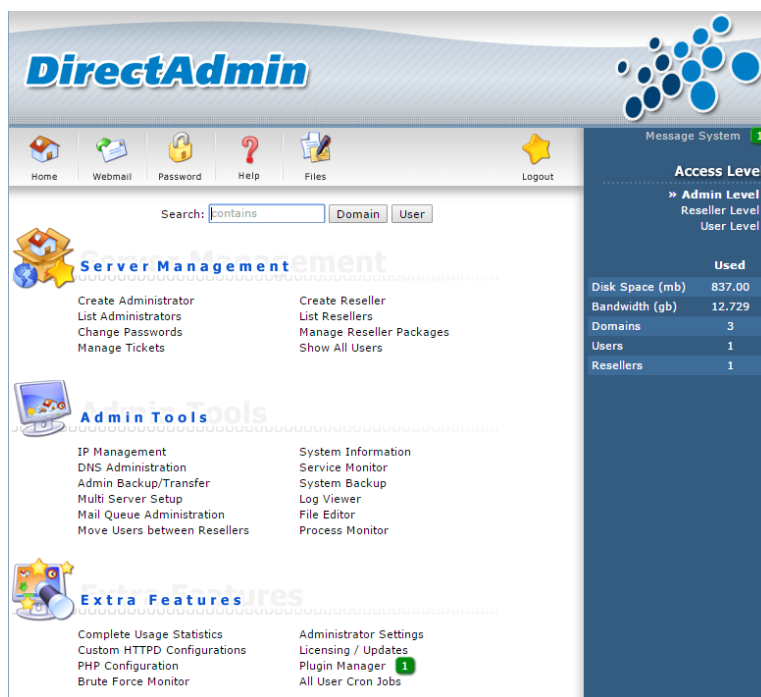 DirectAdmin
Home Webmail Password Help Files Logout
Message System 1
Access Leve
» Admin Level
Reseller Level
User Level
Search: contains Domain User
Used
Disk Space (mb) 837.00
Bandwidth (gb) 12.729
Domains 3
Users 1
Resellers 1
Server Management
Create Administrator Create Reseller
List Administrators List Resellers
Change Passwords Manage Reseller Packages
Manage Tickets Show All Users
Admin Tools
IP Management System Information
DNS Administration Service Monitor
Admin Backup/Transfer System Backup
Multi Server Setup Log Viewer
Mail Queue Administration File Editor
Move Users between Resellers Process Monitor
Extra Features
Complete Usage Statistics Administrator Settings
Custom HTTPD Configurations Licensing / Updates
PHP Configuration Plugin Manager 1
Brute Force Monitor All User Cron Jobs